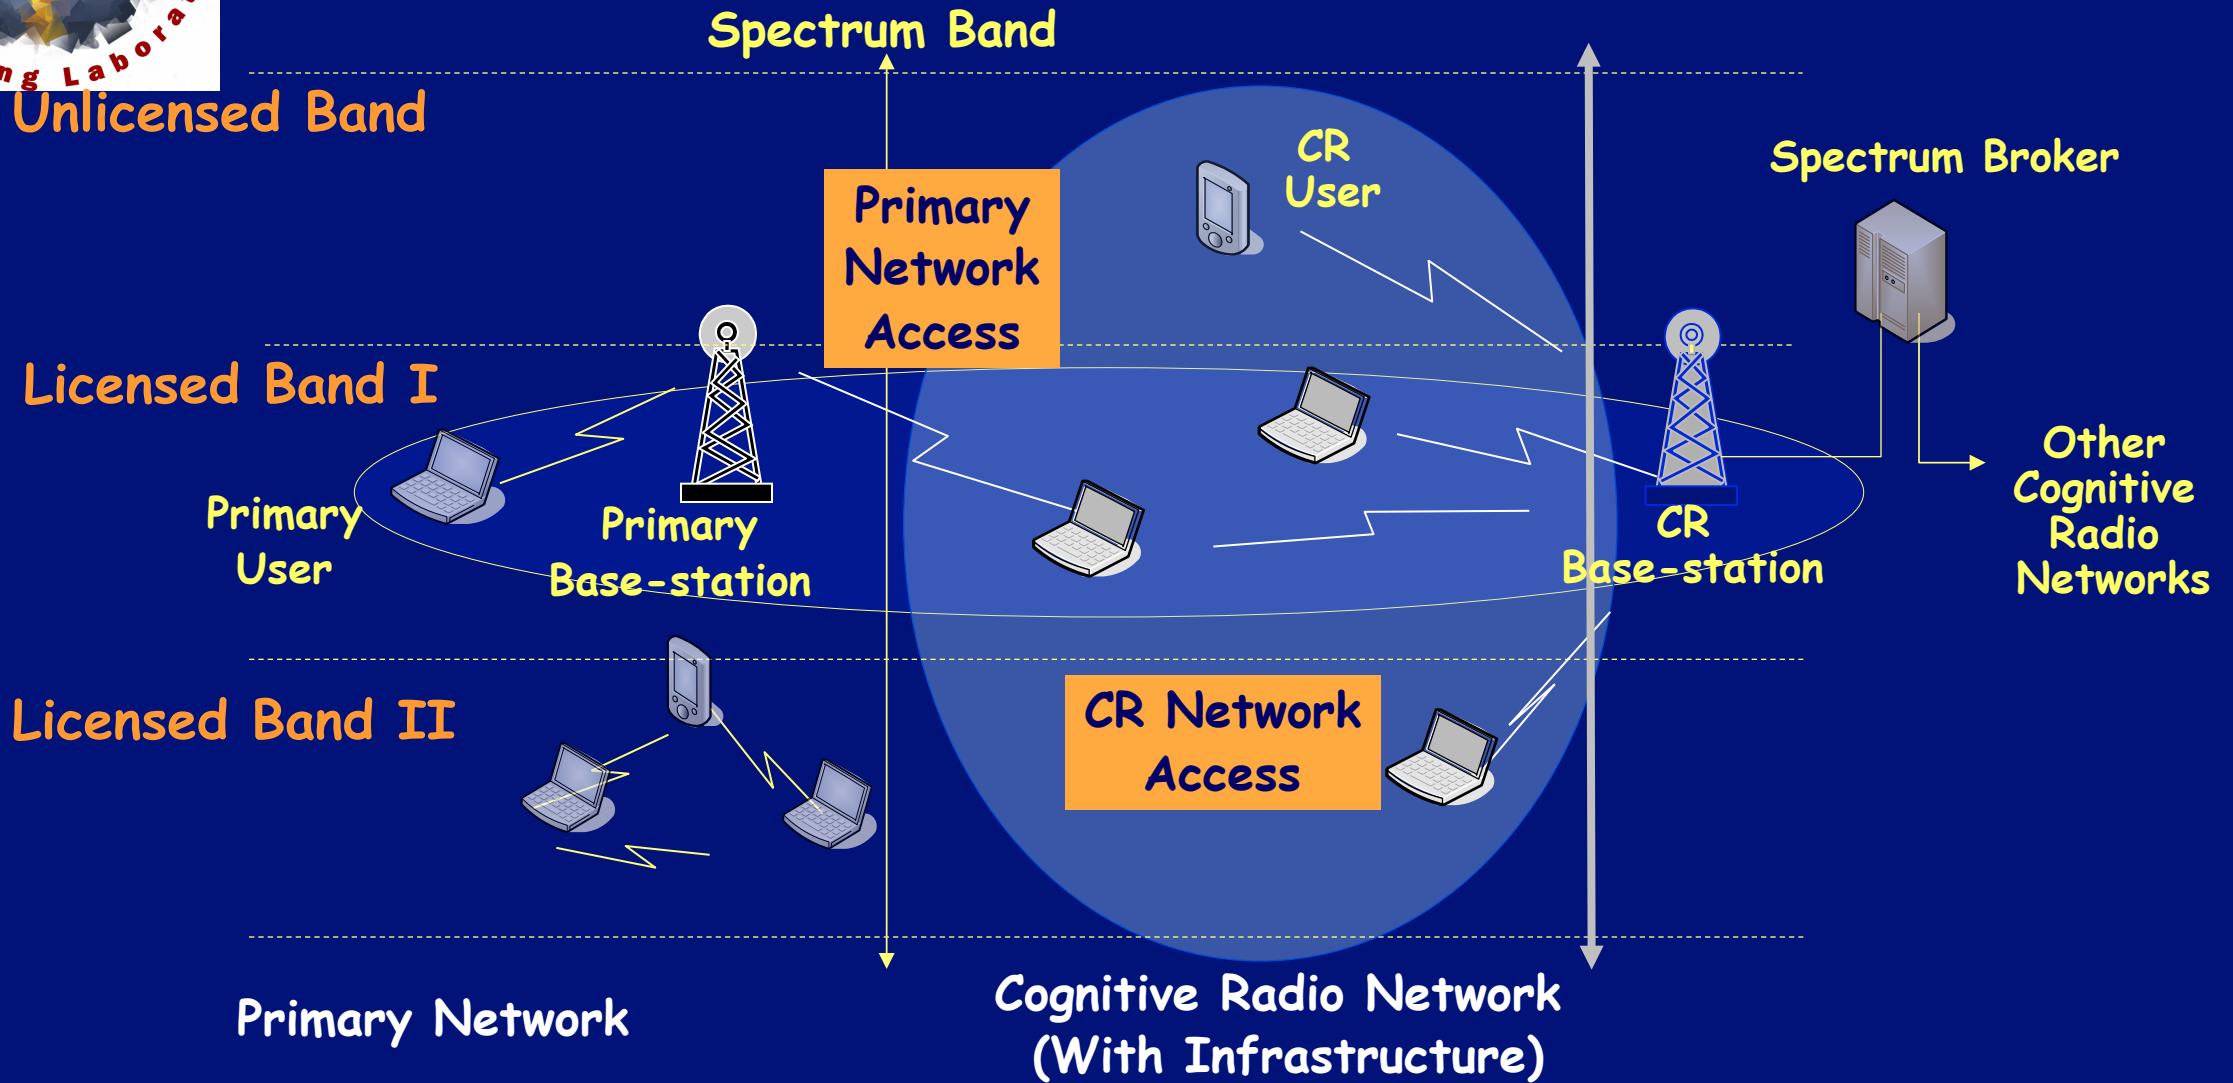 ng Labora
Spectrum Band
Unlicensed Band
CR
User
Spectrum Broker
Primary
Network
Access
Licensed Band I
Primary
User
Primary
Base-station
CR
Base-station
Other
Cognitive
Radio
Networks
Licensed Band II
CR Network
Access
Primary Network
Cognitive Radio Network
(With Infrastructure)